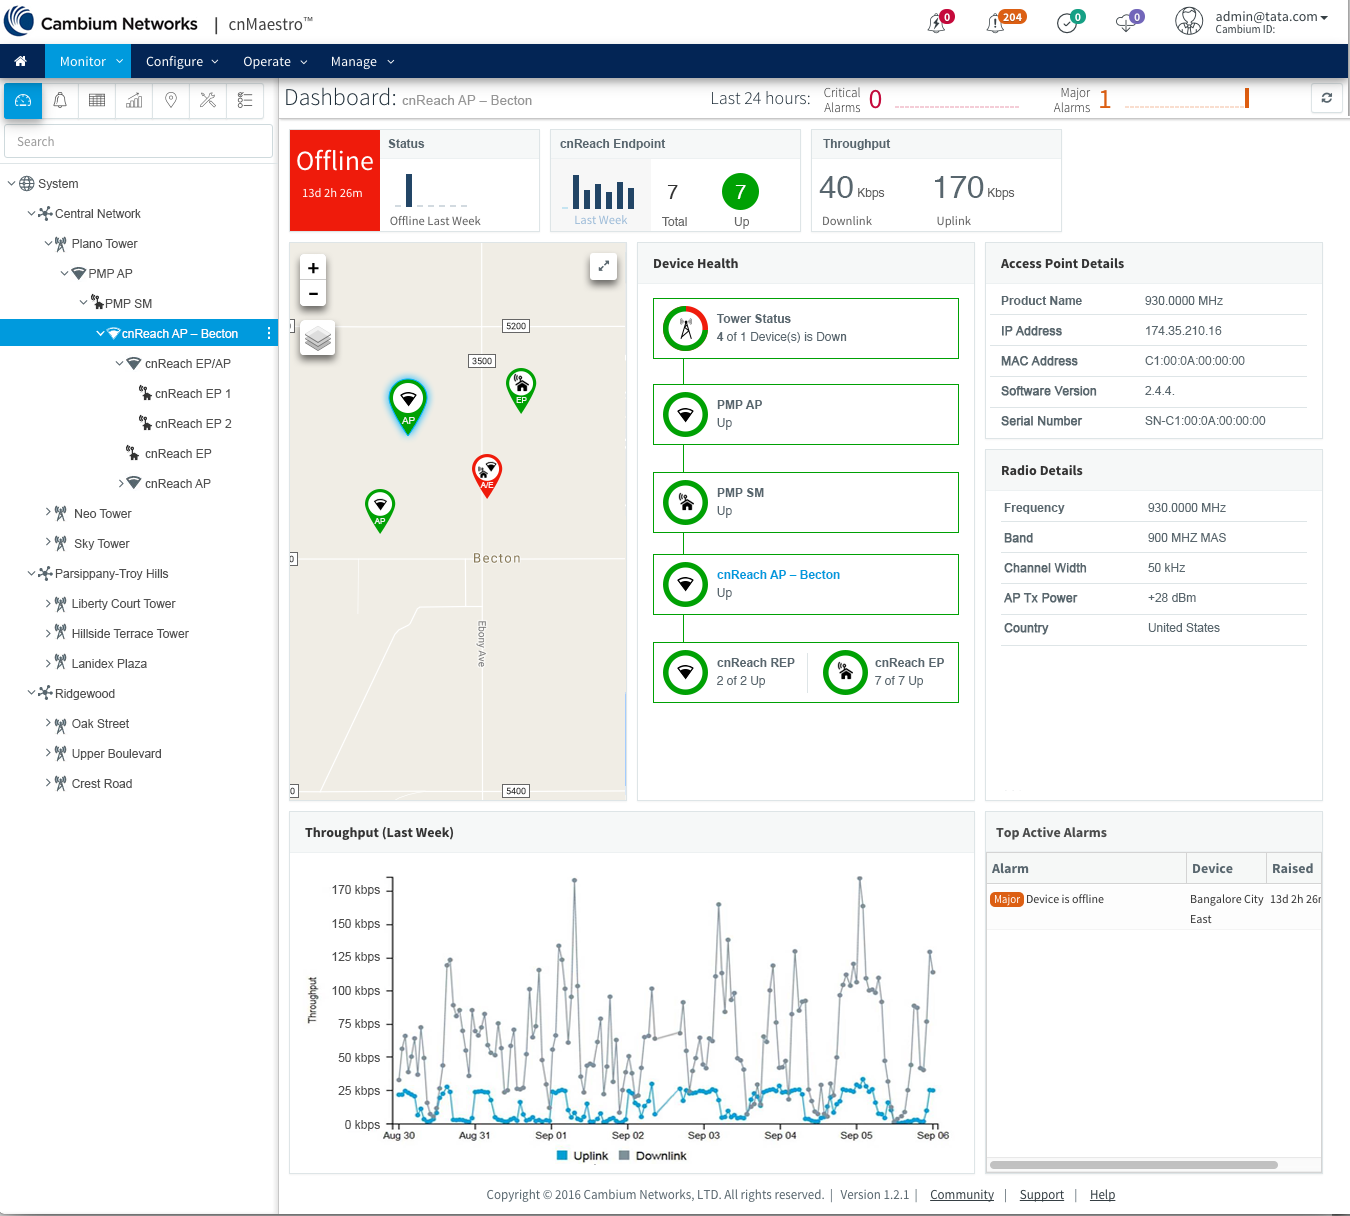 Cambium Networks | cnMaestro™
0
204
0
0
admin@tata.com
Cambium ID:
Monitor
Configure
Operate
Manage
Dashboard: cnReach AP – Becton
Last 24 hours:
Critical Alarms 0
Major Alarms 1
Search
System
Central Network
Plano Tower
PMP AP
PMP SM
cnReach AP – Becton
cnReach EP/AP
cnReach EP 1
cnReach EP 2
cnReach EP
cnReach AP
Neo Tower
Sky Tower
Parsippany-Troy Hills
Liberty Court Tower
Hillside Terrace Tower
Lanidex Plaza
Ridgewood
Oak Street
Upper Boulevard
Crest Road
Offline
13d 2h 26m
Status
Offline Last Week
cnReach Endpoint
Last Week
7
Total
7
Up
Throughput
40 Kbps
Downlink
170 Kbps
Uplink
+
−
5200
3500
AP
EP
A/E
AP
0
Becton
Ebony Ave
0
5400
Device Health
Tower Status
4 of 1 Device(s) is Down
PMP AP
Up
PMP SM
Up
cnReach AP – Becton
Up
cnReach REP
2 of 2 Up
cnReach EP
7 of 7 Up
Access Point Details
Product Name 930.0000 MHz
IP Address 174.35.210.16
MAC Address C1:00:0A:00:00:00
Software Version 2.4.4.
Serial Number SN-C1:00:0A:00:00:00
Radio Details
Frequency 930.0000 MHz
Band 900 MHZ MAS
Channel Width 50 kHz
AP Tx Power +28 dBm
Country United States
Throughput (Last Week)
Throughput
170 kbps
150 kbps
125 kbps
100 kbps
75 kbps
50 kbps
25 kbps
0 kbps
Aug 30 Aug 31 Sep 01 Sep 02 Sep 03 Sep 04 Sep 05 Sep 06
Uplink Downlink
Top Active Alarms
Alarm Device Raised
Major Device is offline Bangalore City 13d 2h 26
East
Copyright © 2016 Cambium Networks, LTD. All rights reserved. | Version 1.2.1 | Community | Support | Help